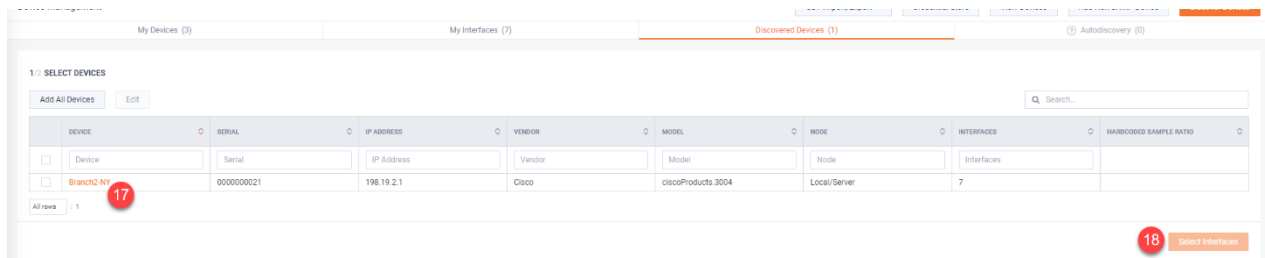 My Devices (3) My Interfaces (7) Discovered Devices (1) Autodiscovery (0)
1/2 SELECT DEVICES
Add All Devices Edit Search...
DEVICE SERIAL IP ADDRESS VENDOR MODEL NODE INTERFACES HARDCODED SAMPLE RATIO
Device Serial IP Address Vendor Model Node Interfaces
Branch2-NY 0000000021 198.19.2.1 Cisco ciscoProducts.3004 Local/Server 7
17
All rows / 1
18 Select Interfaces